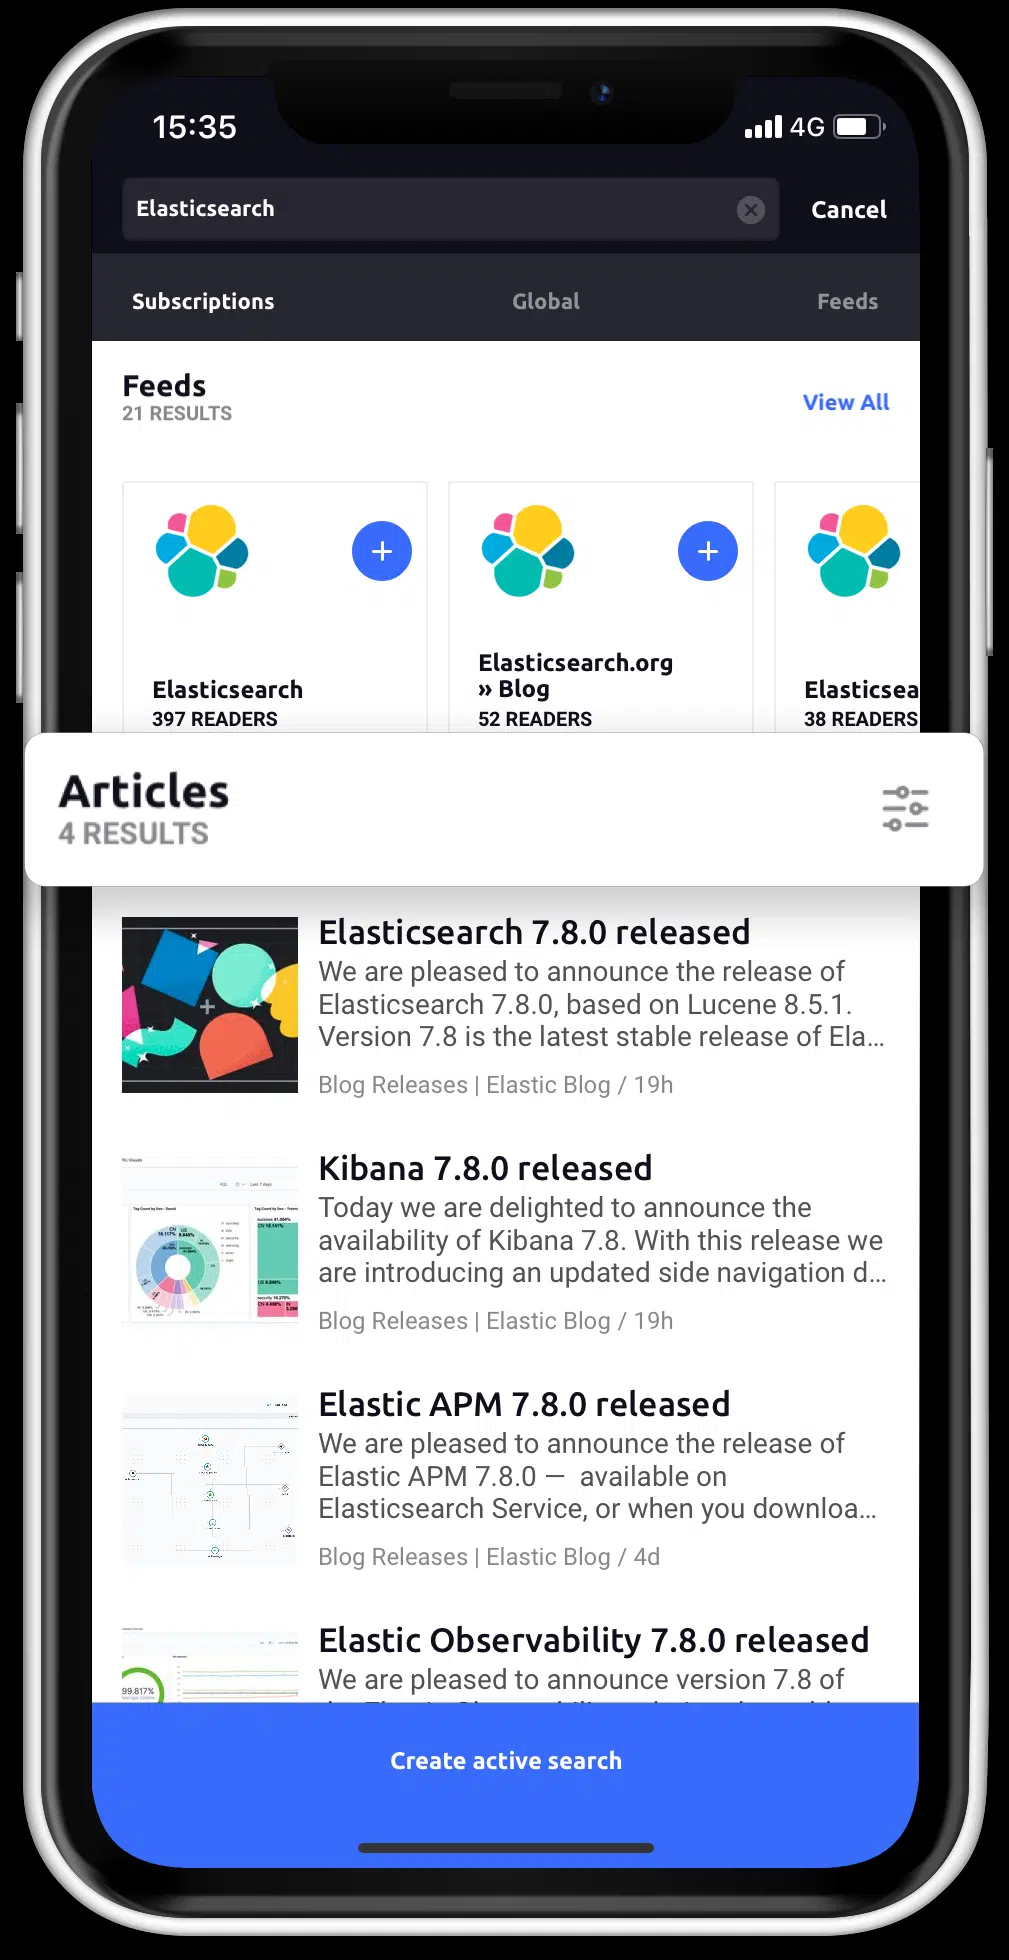 15:35
4G
Elasticsearch
Cancel
Subscriptions
Global
Feeds
Feeds
21 RESULTS
View All
Elasticsearch
397 READERS
Elasticsearch.org
» Blog
52 READERS
Elasticsea
38 READERS
Articles
4 RESULTS
Elasticsearch 7.8.0 released
We are pleased to announce the release of
Elasticsearch 7.8.0, based on Lucene 8.5.1.
Version 7.8 is the latest stable release of Ela...
Blog Releases | Elastic Blog / 19h
Kibana 7.8.0 released
Today we are delighted to announce the
availability of Kibana 7.8. With this release we
are introducing an updated side navigation d...
Blog Releases | Elastic Blog / 19h
Elastic APM 7.8.0 released
We are pleased to announce the release of
Elastic APM 7.8.0 — available on
Elasticsearch Service, or when you downloa...
Blog Releases | Elastic Blog / 4d
99.817%
Elastic Observability 7.8.0 released
We are pleased to announce version 7.8 of
Create active search